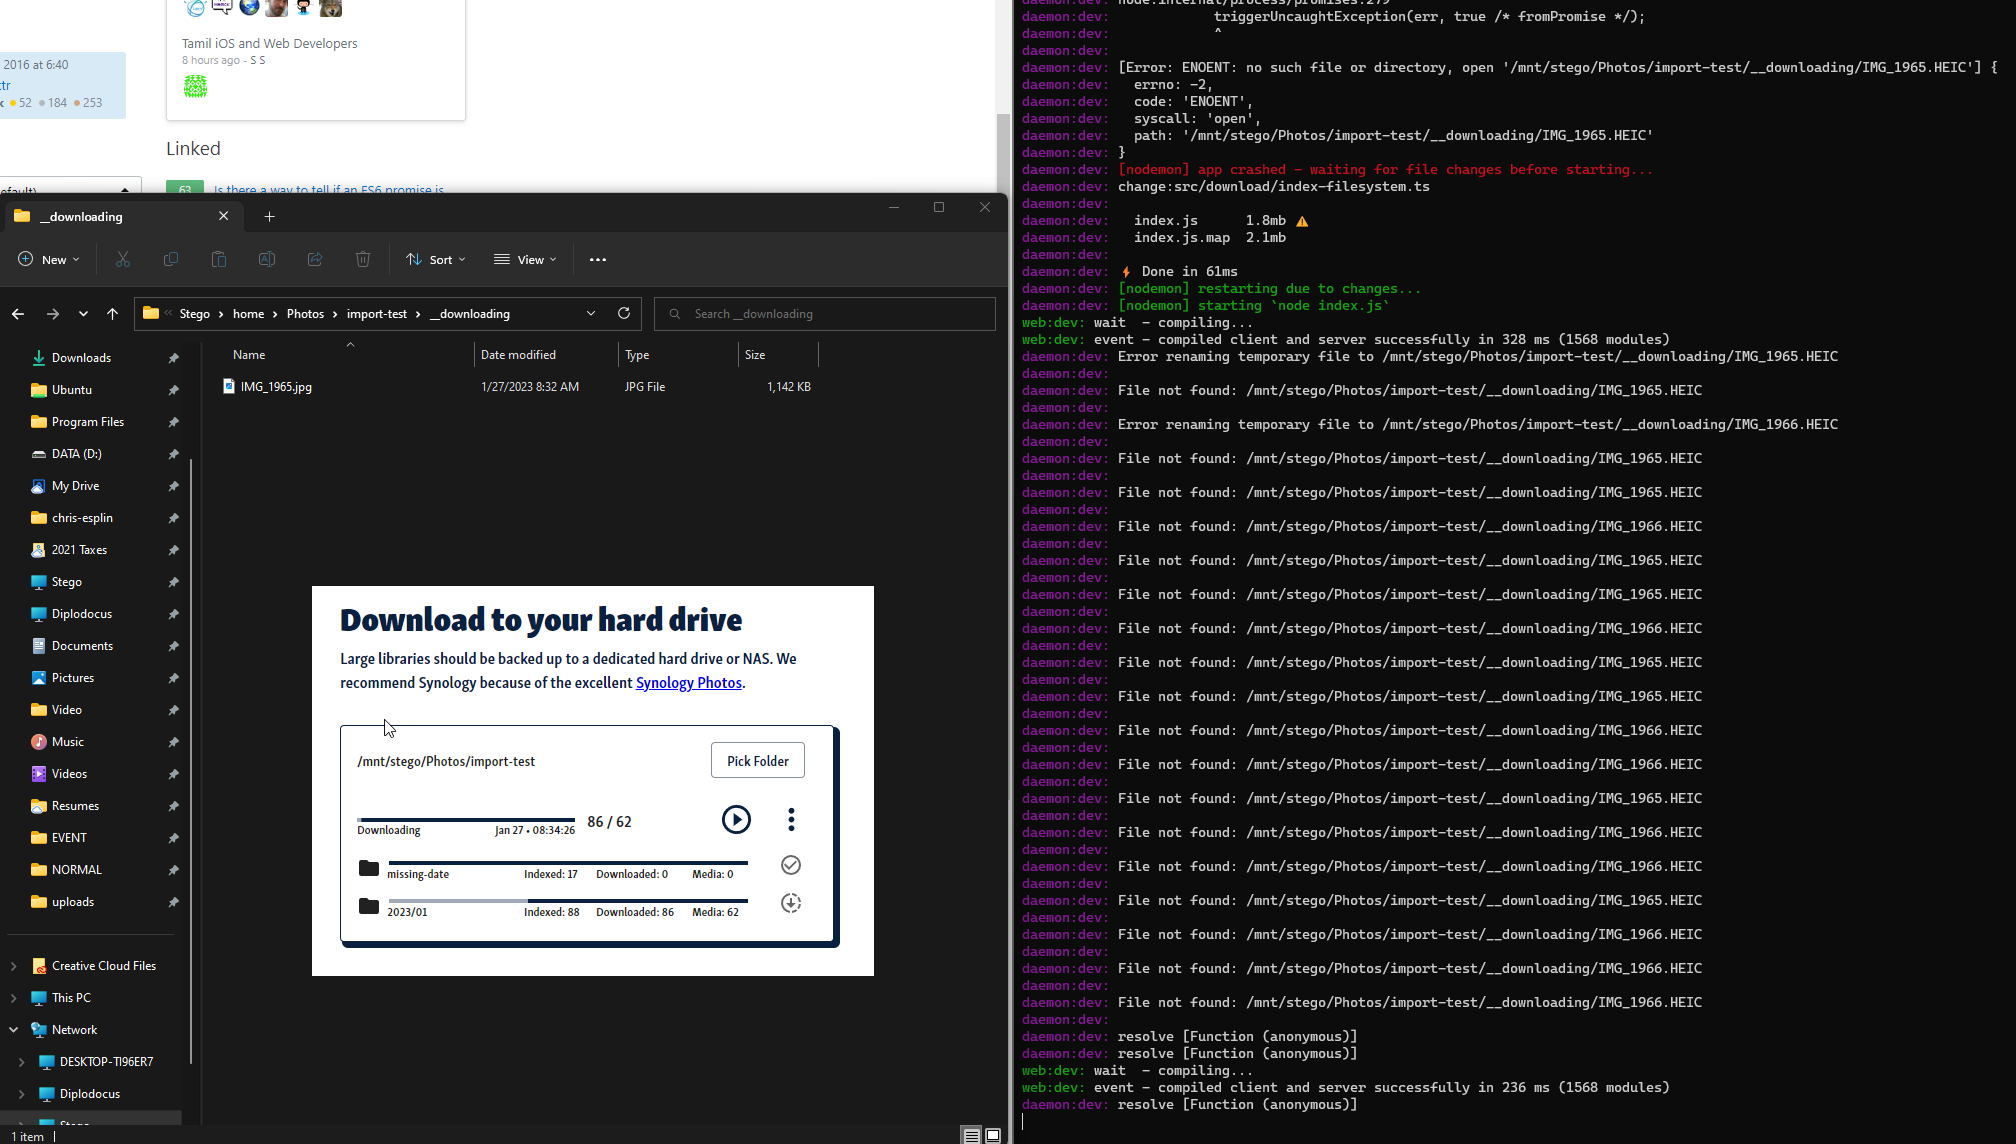 Tamil iOS and Web Developers
8 hours ago - S S
2016 at 6:40
52 184 253
Linked
63 Is there a way to tell if an ES6 promise is
__downloading
New
Sort
View
Stego > home > Photos > import-test > __downloading
Search __downloading
Name
Date modified
Type
Size
IMG_1965.jpg
1/27/2023 8:32 AM
JPG File
1,142 KB
Downloads
Ubuntu
Program Files
DATA (D:)
My Drive
chris-esplin
2021 Taxes
Stego
Diplodocus
Documents
Pictures
Video
Music
Videos
Resumes
EVENT
NORMAL
uploads
Creative Cloud Files
This PC
Network
DESKTOP-TI96ER7
Diplodocus
Stego
1 item
Download to your hard drive
Large libraries should be backed up to a dedicated hard drive or NAS. We
recommend Synology because of the excellent Synology Photos.
/mnt/stego/Photos/import-test
Pick Folder
86 / 62
Downloading
Jan 27 • 08:34:26
missing-date
Indexed: 17
Downloaded: 0
Media: 0
2023/01
Indexed: 88
Downloaded: 86
Media: 62
daemon:dev: node:internal/process/promises:279
daemon:dev:             triggerUncaughtException(err, true /* fromPromise */);
daemon:dev:             ^
daemon:dev:
daemon:dev: [Error: ENOENT: no such file or directory, open '/mnt/stego/Photos/import-test/__downloading/IMG_1965.HEIC'] {
daemon:dev:   errno: -2,
daemon:dev:   code: 'ENOENT',
daemon:dev:   syscall: 'open',
daemon:dev:   path: '/mnt/stego/Photos/import-test/__downloading/IMG_1965.HEIC'
daemon:dev: }
daemon:dev: [nodemon] app crashed - waiting for file changes before starting...
daemon:dev: change:src/download/index-filesystem.ts
daemon:dev:
daemon:dev:   index.js      1.8mb ⚠
daemon:dev:   index.js.map  2.1mb
daemon:dev:
daemon:dev: ⚡ Done in 61ms
daemon:dev: [nodemon] restarting due to changes...
daemon:dev: [nodemon] starting `node index.js`
web:dev: wait  - compiling...
web:dev: event - compiled client and server successfully in 328 ms (1568 modules)
daemon:dev: Error renaming temporary file to /mnt/stego/Photos/import-test/__downloading/IMG_1965.HEIC
daemon:dev:
daemon:dev: File not found: /mnt/stego/Photos/import-test/__downloading/IMG_1965.HEIC
daemon:dev:
daemon:dev: Error renaming temporary file to /mnt/stego/Photos/import-test/__downloading/IMG_1966.HEIC
daemon:dev:
daemon:dev: File not found: /mnt/stego/Photos/import-test/__downloading/IMG_1965.HEIC
daemon:dev:
daemon:dev: File not found: /mnt/stego/Photos/import-test/__downloading/IMG_1965.HEIC
daemon:dev:
daemon:dev: File not found: /mnt/stego/Photos/import-test/__downloading/IMG_1966.HEIC
daemon:dev:
daemon:dev: File not found: /mnt/stego/Photos/import-test/__downloading/IMG_1965.HEIC
daemon:dev:
daemon:dev: File not found: /mnt/stego/Photos/import-test/__downloading/IMG_1965.HEIC
daemon:dev:
daemon:dev: File not found: /mnt/stego/Photos/import-test/__downloading/IMG_1966.HEIC
daemon:dev:
daemon:dev: File not found: /mnt/stego/Photos/import-test/__downloading/IMG_1965.HEIC
daemon:dev:
daemon:dev: File not found: /mnt/stego/Photos/import-test/__downloading/IMG_1965.HEIC
daemon:dev:
daemon:dev: File not found: /mnt/stego/Photos/import-test/__downloading/IMG_1966.HEIC
daemon:dev:
daemon:dev: File not found: /mnt/stego/Photos/import-test/__downloading/IMG_1966.HEIC
daemon:dev:
daemon:dev: File not found: /mnt/stego/Photos/import-test/__downloading/IMG_1965.HEIC
daemon:dev:
daemon:dev: File not found: /mnt/stego/Photos/import-test/__downloading/IMG_1966.HEIC
daemon:dev:
daemon:dev: File not found: /mnt/stego/Photos/import-test/__downloading/IMG_1966.HEIC
daemon:dev:
daemon:dev: File not found: /mnt/stego/Photos/import-test/__downloading/IMG_1965.HEIC
daemon:dev:
daemon:dev: File not found: /mnt/stego/Photos/import-test/__downloading/IMG_1966.HEIC
daemon:dev:
daemon:dev: File not found: /mnt/stego/Photos/import-test/__downloading/IMG_1966.HEIC
daemon:dev:
daemon:dev: File not found: /mnt/stego/Photos/import-test/__downloading/IMG_1966.HEIC
daemon:dev:
daemon:dev: resolve [Function (anonymous)]
daemon:dev: resolve [Function (anonymous)]
web:dev: wait  - compiling...
web:dev: event - compiled client and server successfully in 236 ms (1568 modules)
daemon:dev: resolve [Function (anonymous)]